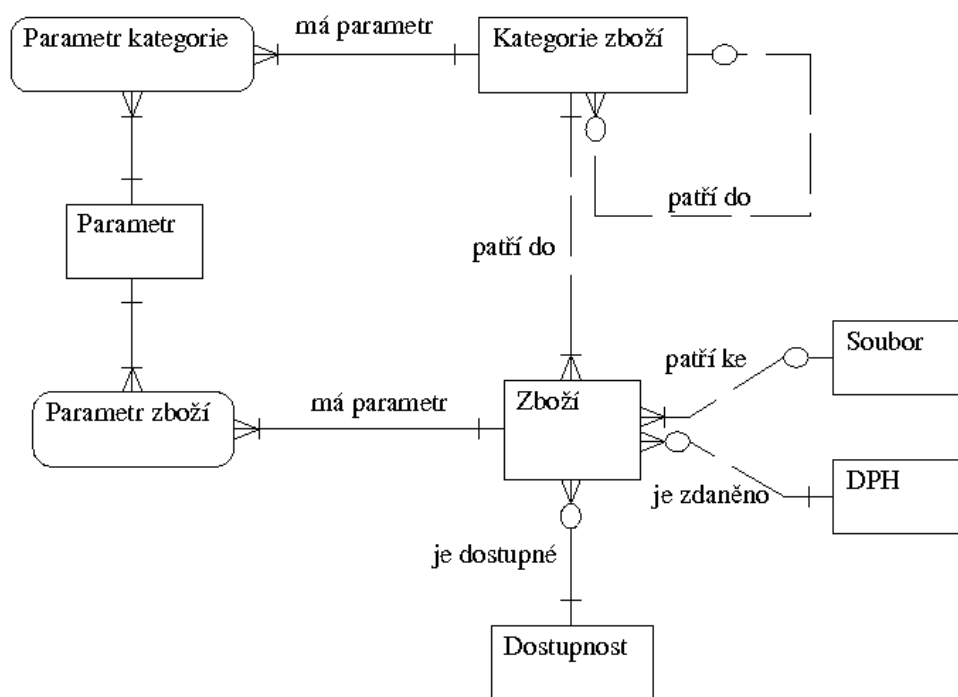 Parametr kategorie
má parametr
Kategorie zboží
patří do
Parametr
patří do
Soubor
patří ke
Parametr zboží
má parametr
Zboží
je zdaněno
DPH
je dostupné
Dostupnost